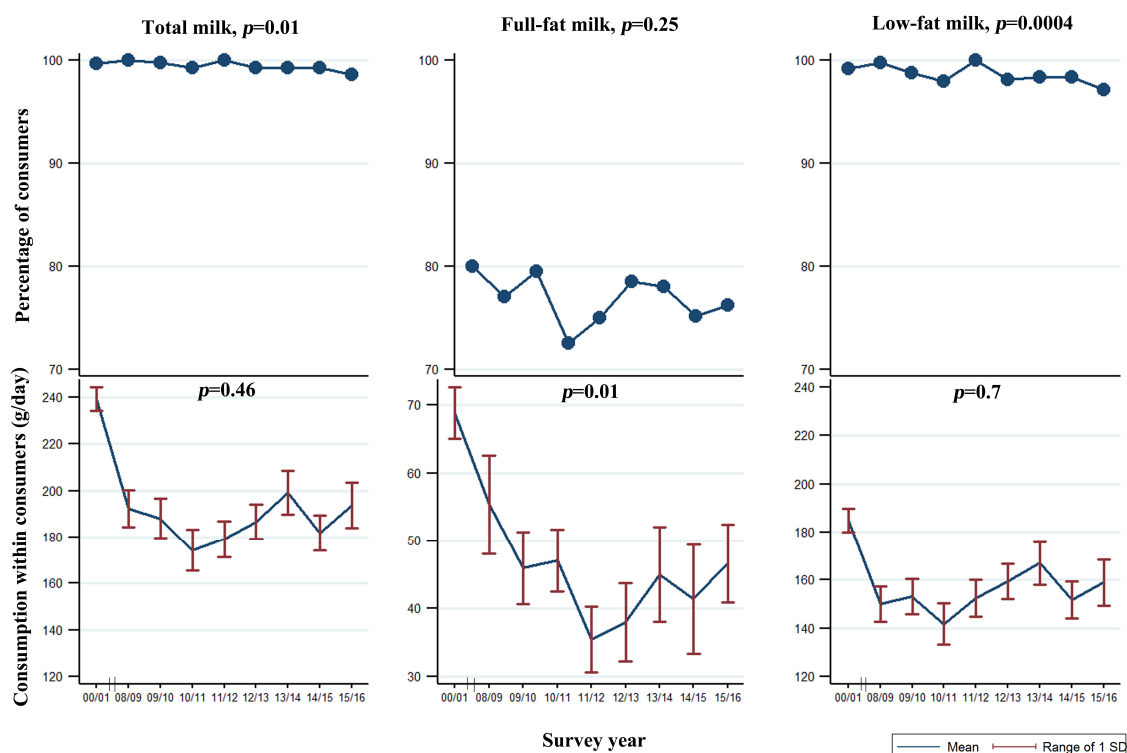 Total milk, p=0.01
Full-fat milk, p=0.25
Low-fat milk, p=0.0004
Percentage of consumers
100
90
80
70
100
90
80
70
100
90
80
70
Consumption within consumers (g/day)
p=0.46
240
220
200
180
160
140
120
00/01 08/09 09/10 10/11 11/12 12/13 13/14 14/15 15/16
p=0.01
70
60
50
40
30
00/01 08/09 09/10 10/11 11/12 12/13 13/14 14/15 15/16
p=0.7
240
220
200
180
160
140
120
00/01 08/09 09/10 10/11 11/12 12/13 13/14 14/15 15/16
Survey year
Mean
Range of 1 SD